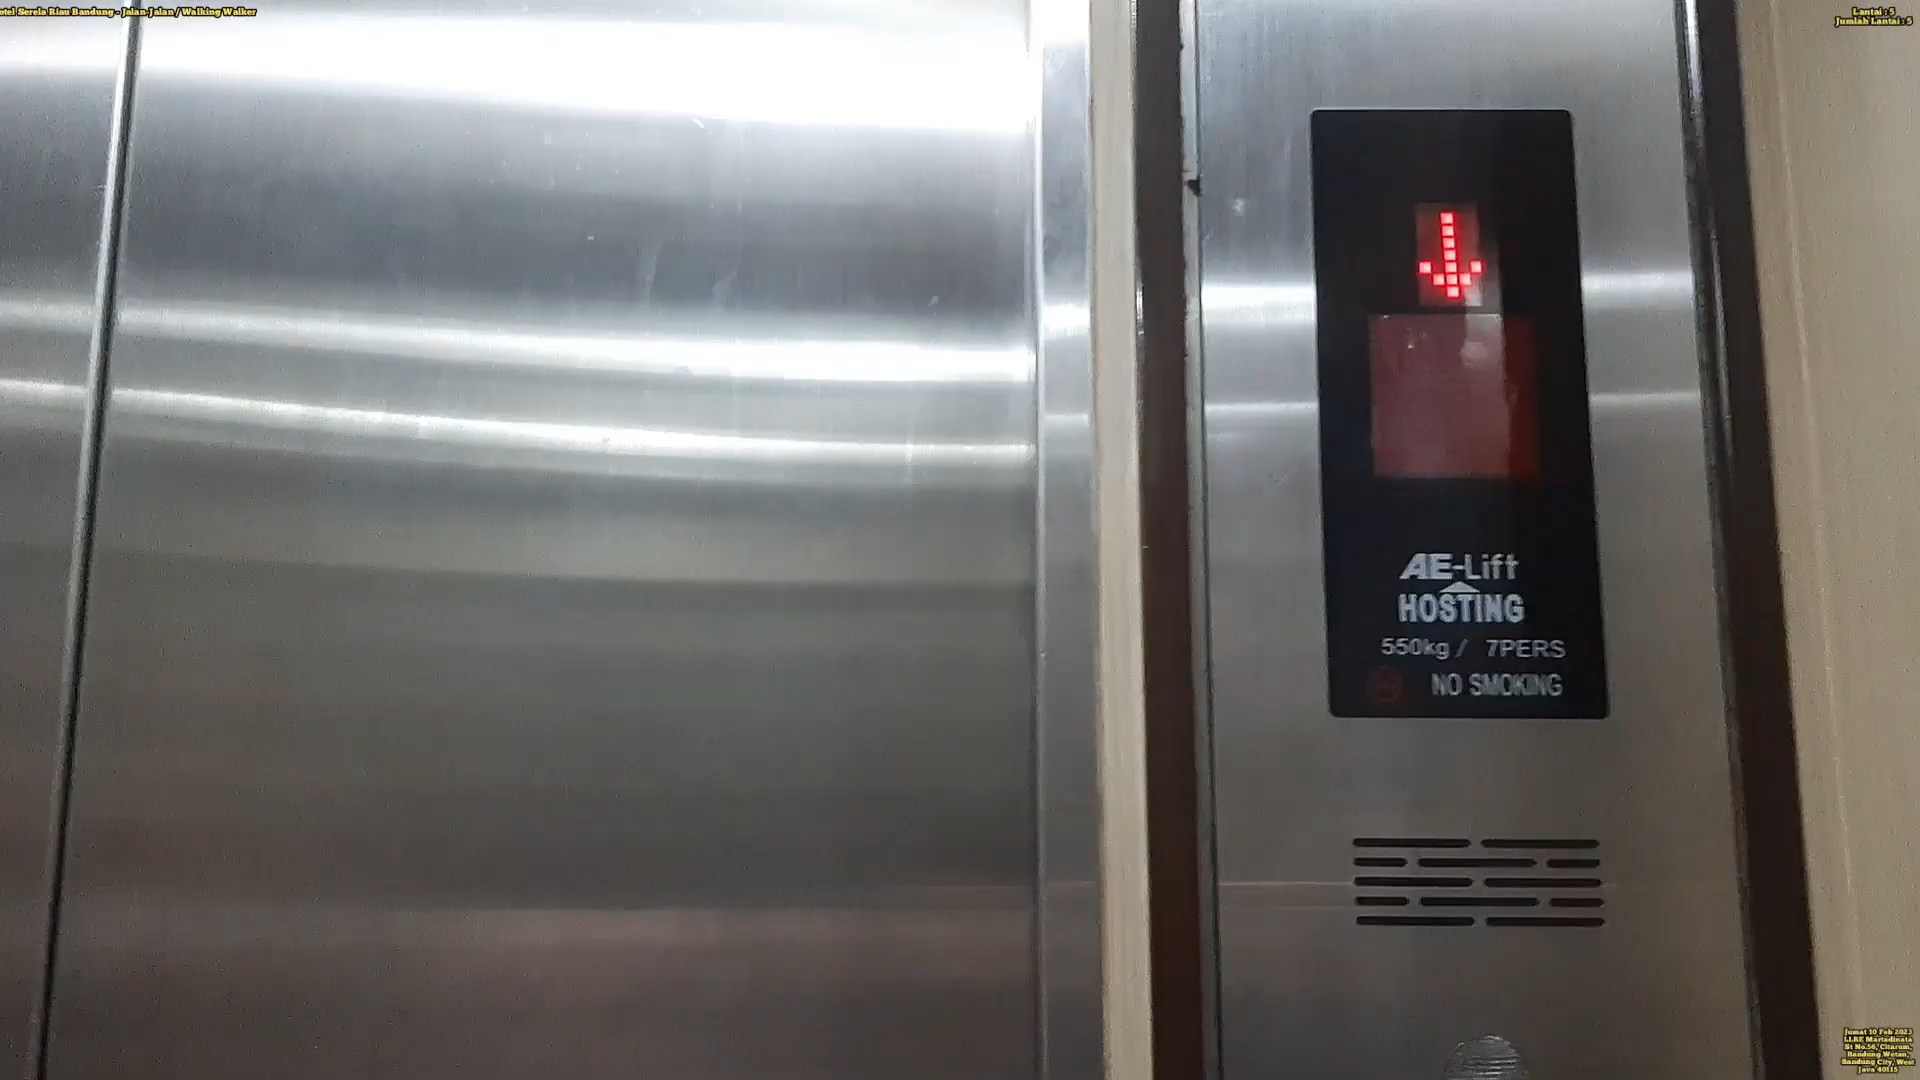 otel Serela Riau Bandung - Jalan-Jalan / Walking Walker
Lantai : 5
Jumlah Lantai : 5
AE-Lift
HOSTING
550kg / 7PERS
NO SMOKING
Jumat 10 Feb 2023
LLRE Martadinata
St No.56, Citarum,
Bandung Wetan,
Bandung City, West
Java 40115